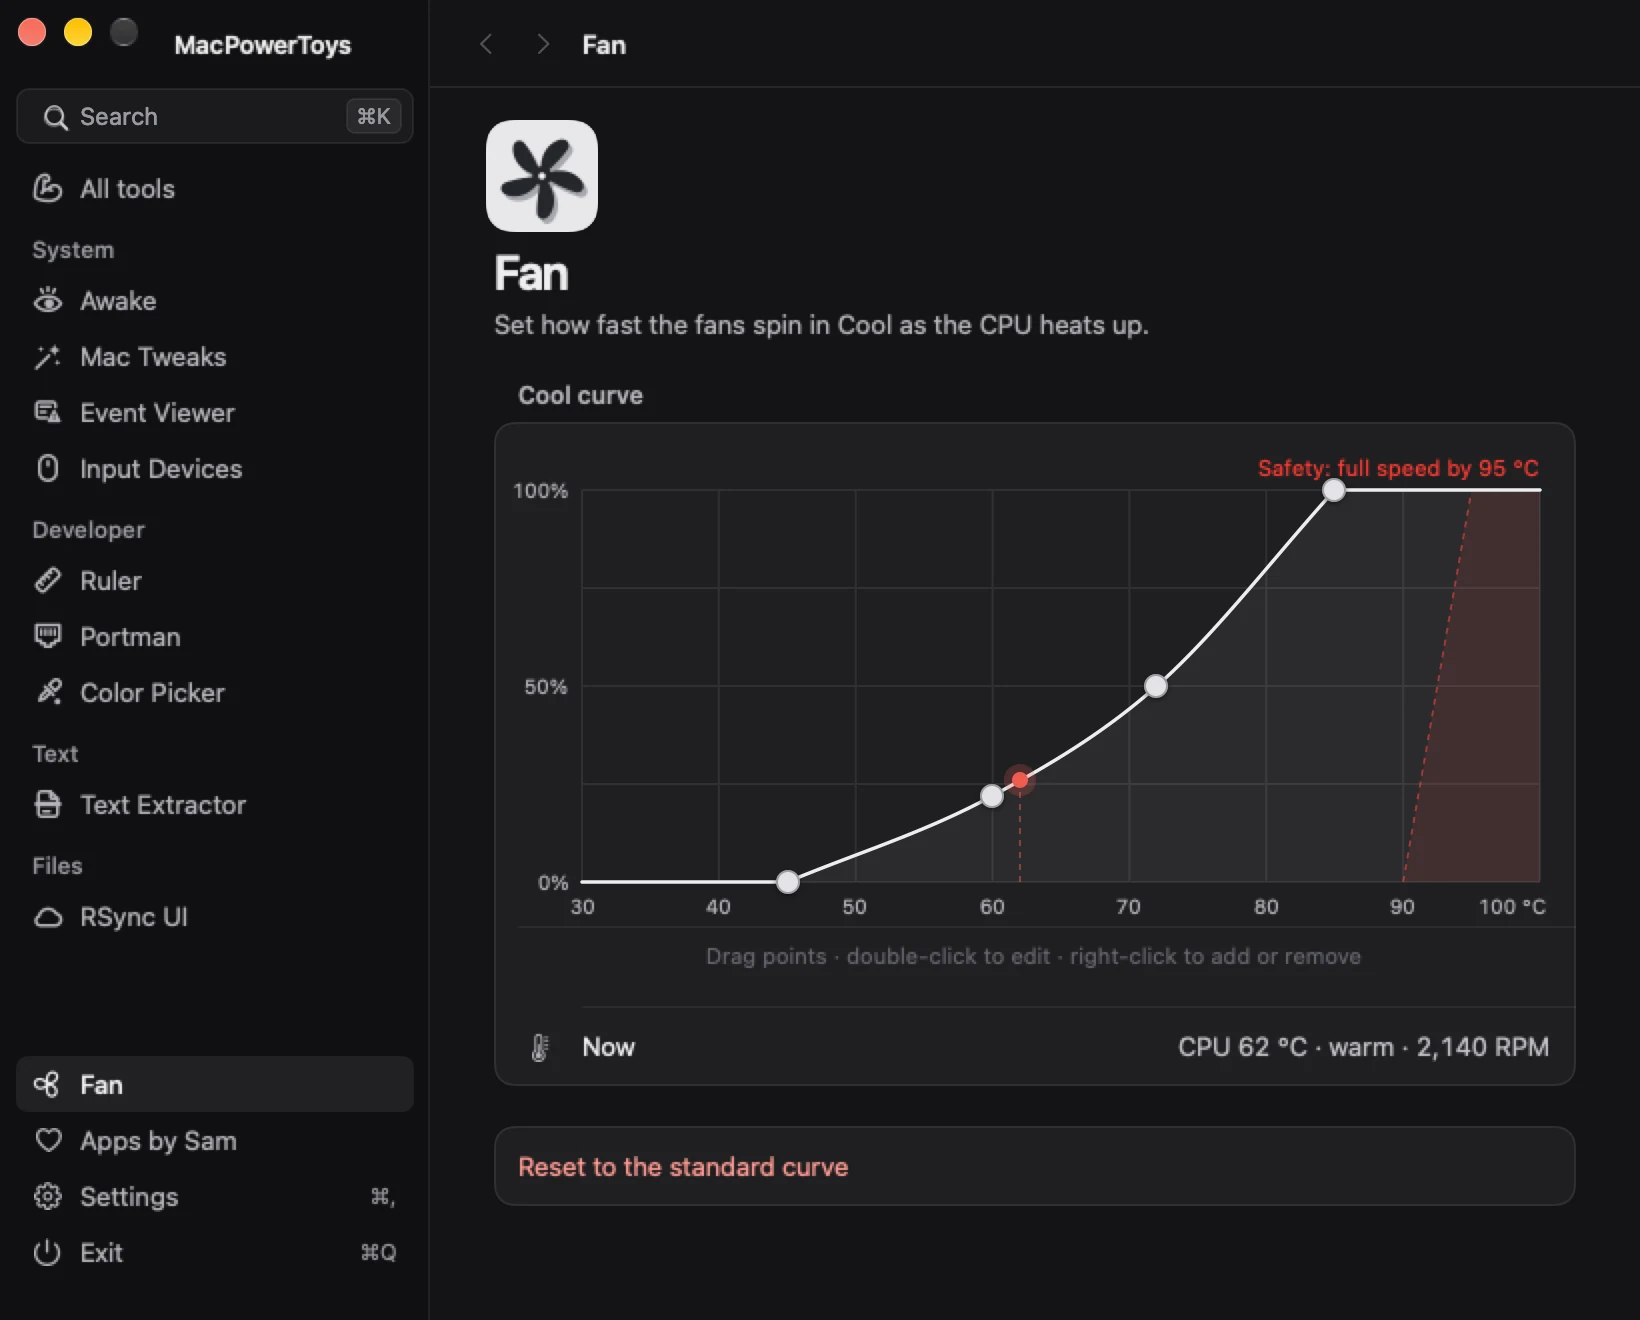 MacPowerToys
Search
⌘K
All tools
System
Awake
Mac Tweaks
Event Viewer
Input Devices
Developer
Ruler
Portman
Color Picker
Text
Text Extractor
Files
RSync UI
Fan
Apps by Sam
Settings
⌘,
Exit
⌘Q
Fan
Fan
Set how fast the fans spin in Cool as the CPU heats up.
Cool curve
Safety: full speed by 95 °C
100%
50%
0%
30 40 50 60 70 80 90 100 °C
Drag points · double-click to edit · right-click to add or remove
Now
CPU 62 °C · warm · 2,140 RPM
Reset to the standard curve